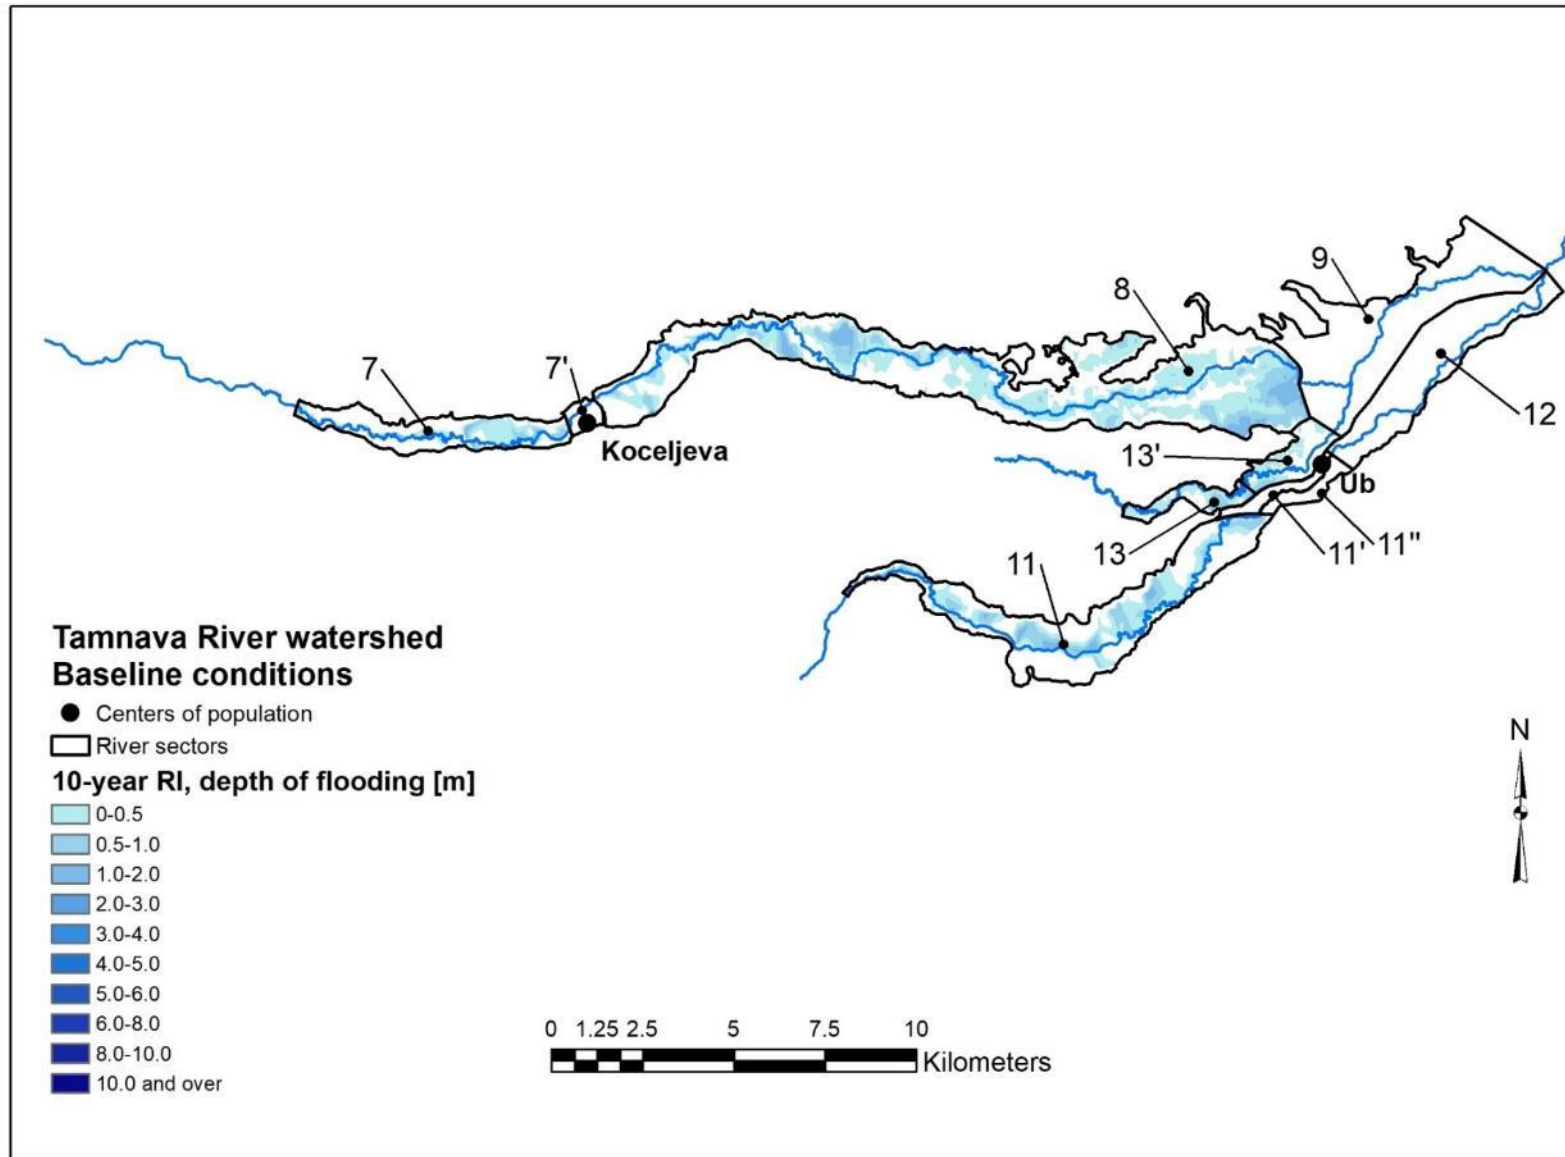 9
8
7
7'
12
Koceljeva
13'
Ub
13
11'
11"
11
Tamnava River watershed
Baseline conditions
Centers of population
River sectors
10-year RI, depth of flooding [m]
0-0.5
0.5-1.0
1.0-2.0
2.0-3.0
3.0-4.0
4.0-5.0
5.0-6.0
6.0-8.0
8.0-10.0
10.0 and over
N
0 1.25 2.5 5 7.5 10
Kilometers